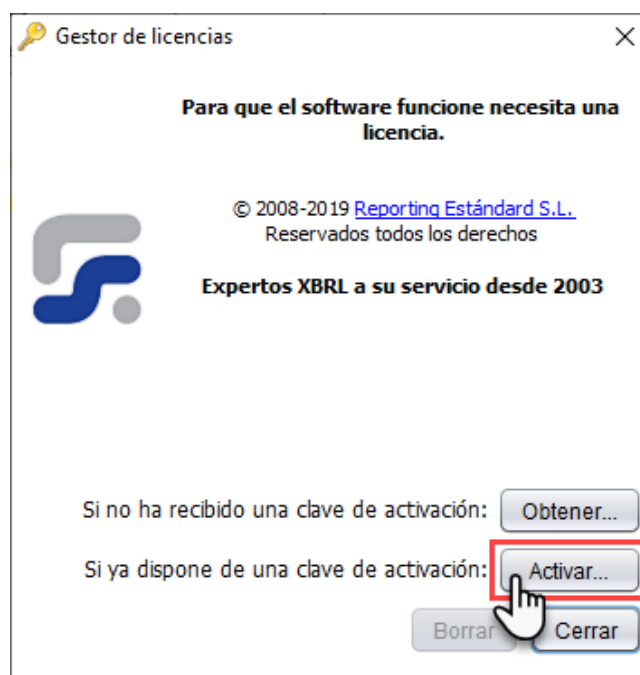 Gestor de licencias
Para que el software funcione necesita una
licencia.
© 2008-2019 Reporting Estándard S.L.
Reservados todos los derechos
Expertos XBRL a su servicio desde 2003
Si no ha recibido una clave de activación: Obtener...
Si ya dispone de una clave de activación: Activar...
Borrar Cerrar